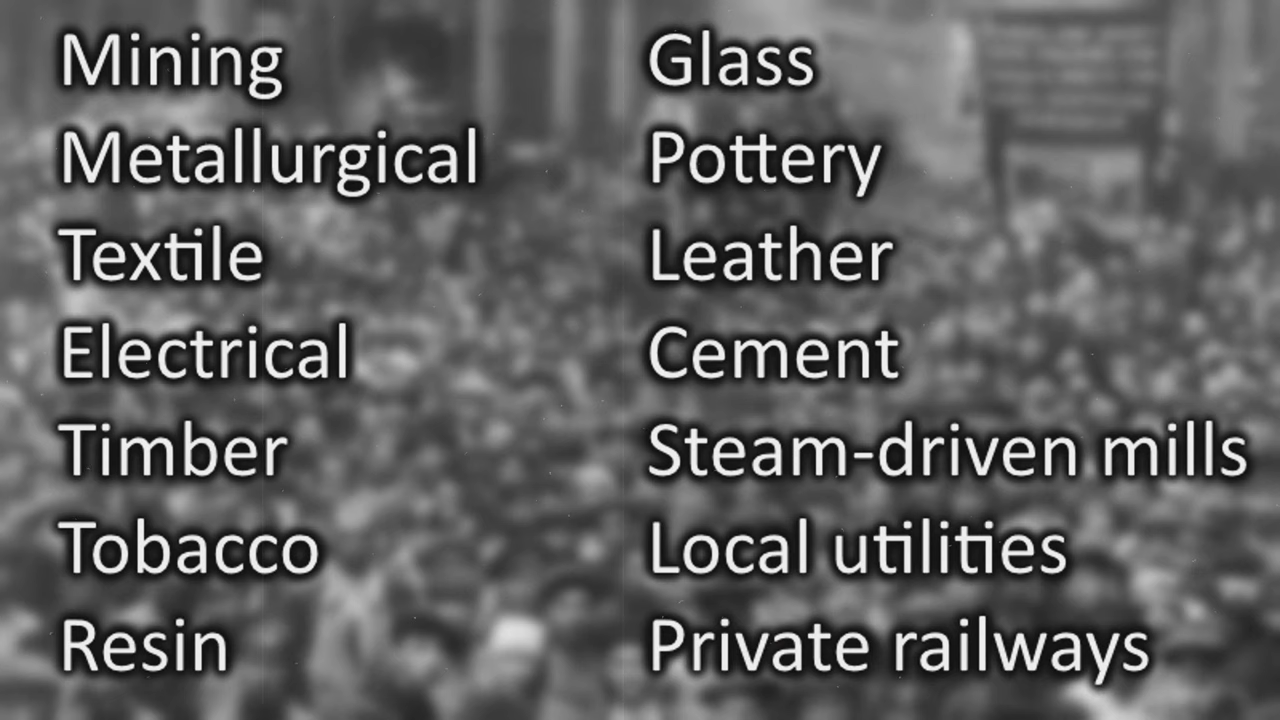 Mining
Metallurgical
Textile
Electrical
Timber
Tobacco
Resin
Glass
Pottery
Leather
Cement
Steam-driven mills
Local utilities
Private railways